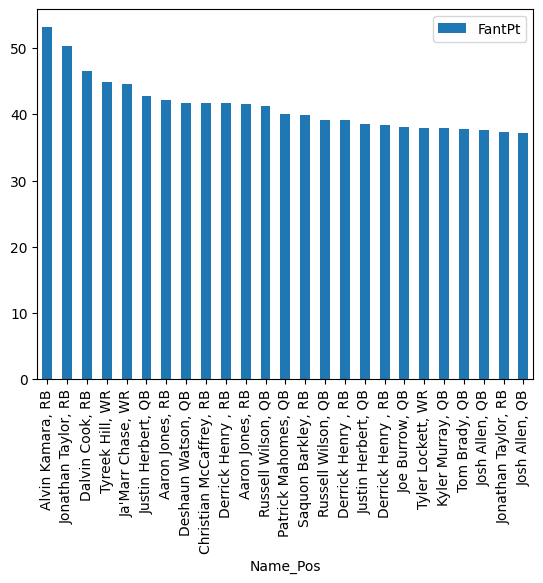 FantPt
50
40
30
20
10
0
Alvin Kamara, RB
Jonathan Taylor, RB
Dalvin Cook, RB
Tyreek Hill, WR
Ja'Marr Chase, WR
Justin Herbert, QB
Aaron Jones, RB
Deshaun Watson, QB
Christian McCaffrey, RB
Derrick Henry , RB
Aaron Jones, RB
Russell Wilson, QB
Patrick Mahomes, QB
Saquon Barkley, RB
Russell Wilson, QB
Derrick Henry , RB
Justin Herbert, QB
Derrick Henry , RB
Joe Burrow, QB
Tyler Lockett, WR
Kyler Murray, QB
Tom Brady, QB
Josh Allen, QB
Jonathan Taylor, RB
Josh Allen, QB
Name_Pos